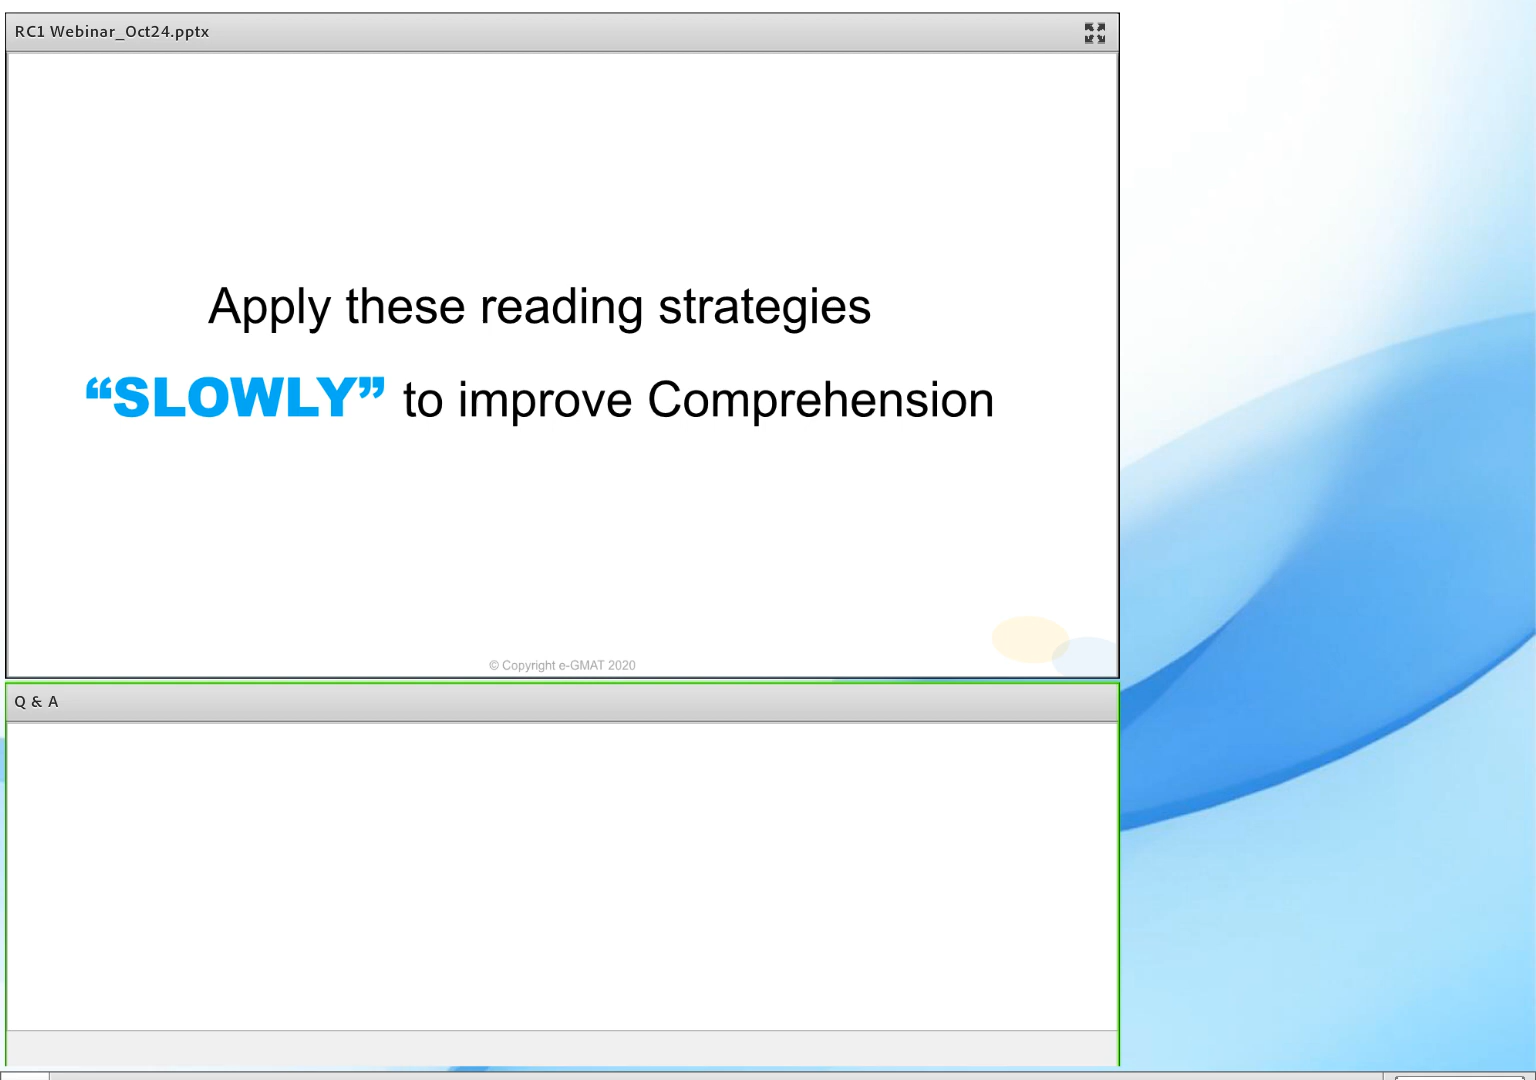 RC1 Webinar_Oct24.pptx
Apply these reading strategies
“SLOWLY” to improve Comprehension
© Copyright e-GMAT 2020
Q & A